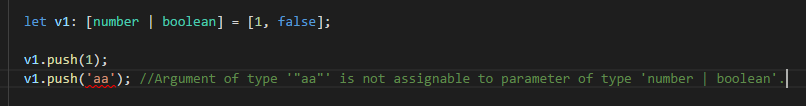 let v1: [number | boolean] = [1, false];
v1.push(1);
v1.push('aa'); //Argument of type '"aa"' is not assignable to parameter of type 'number | boolean'.